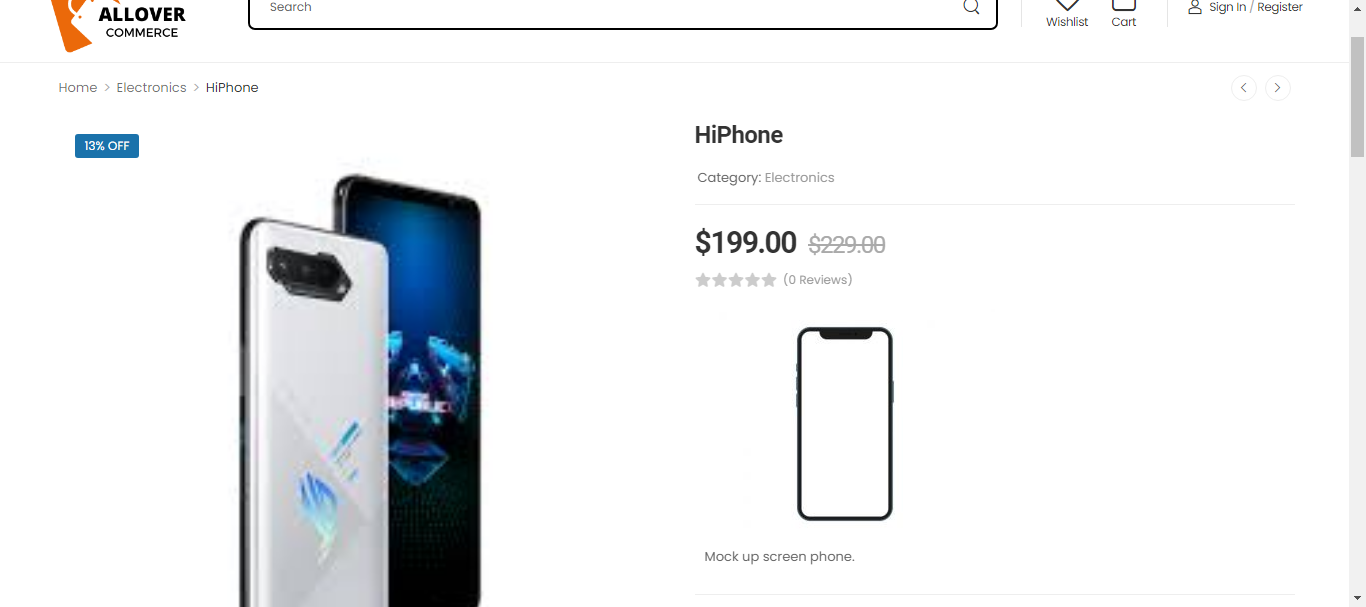 ALLOVER
COMMERCE
Search
Wishlist
Cart
Sign In / Register
Home > Electronics > HiPhone
13% OFF
HiPhone
Category: Electronics
$199.00 $229.00
(0 Reviews)
Mock up screen phone.